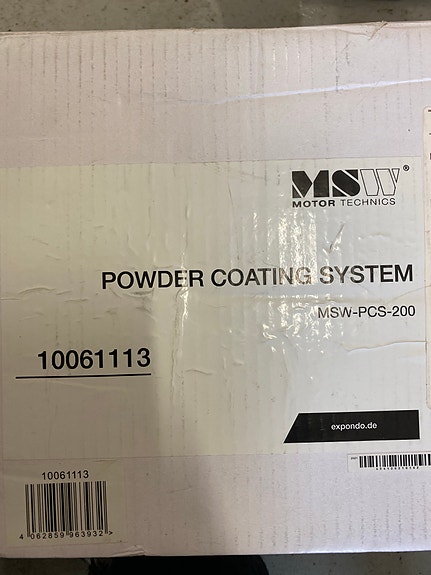 MSW®
MOTOR TECHNICS
POWDER COATING SYSTEM
MSW-PCS-200
10061113
expondo.de
10061113
4 062859 963932 >